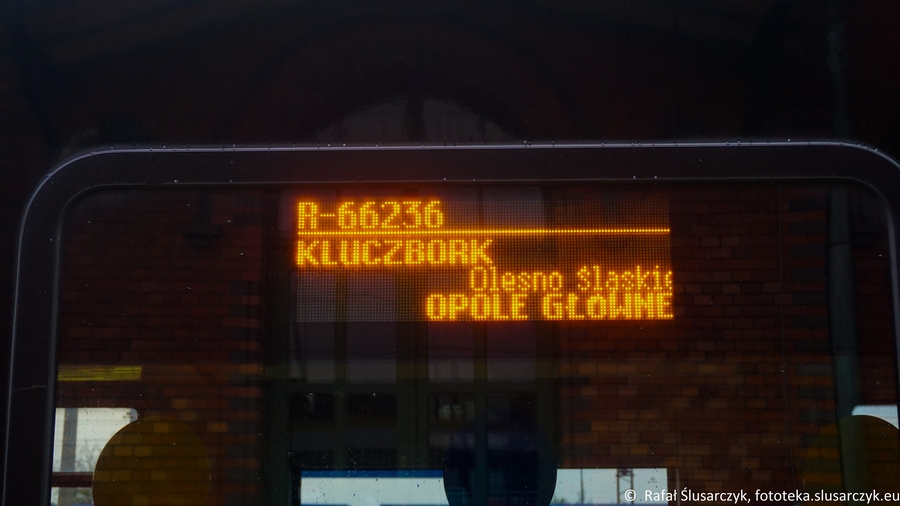 R-66236
KLUCZBORK
Olesno Śląskie
OPOLE GŁÓWNE
© Rafał Ślusarczyk, fototeka.slusarczyk.eu